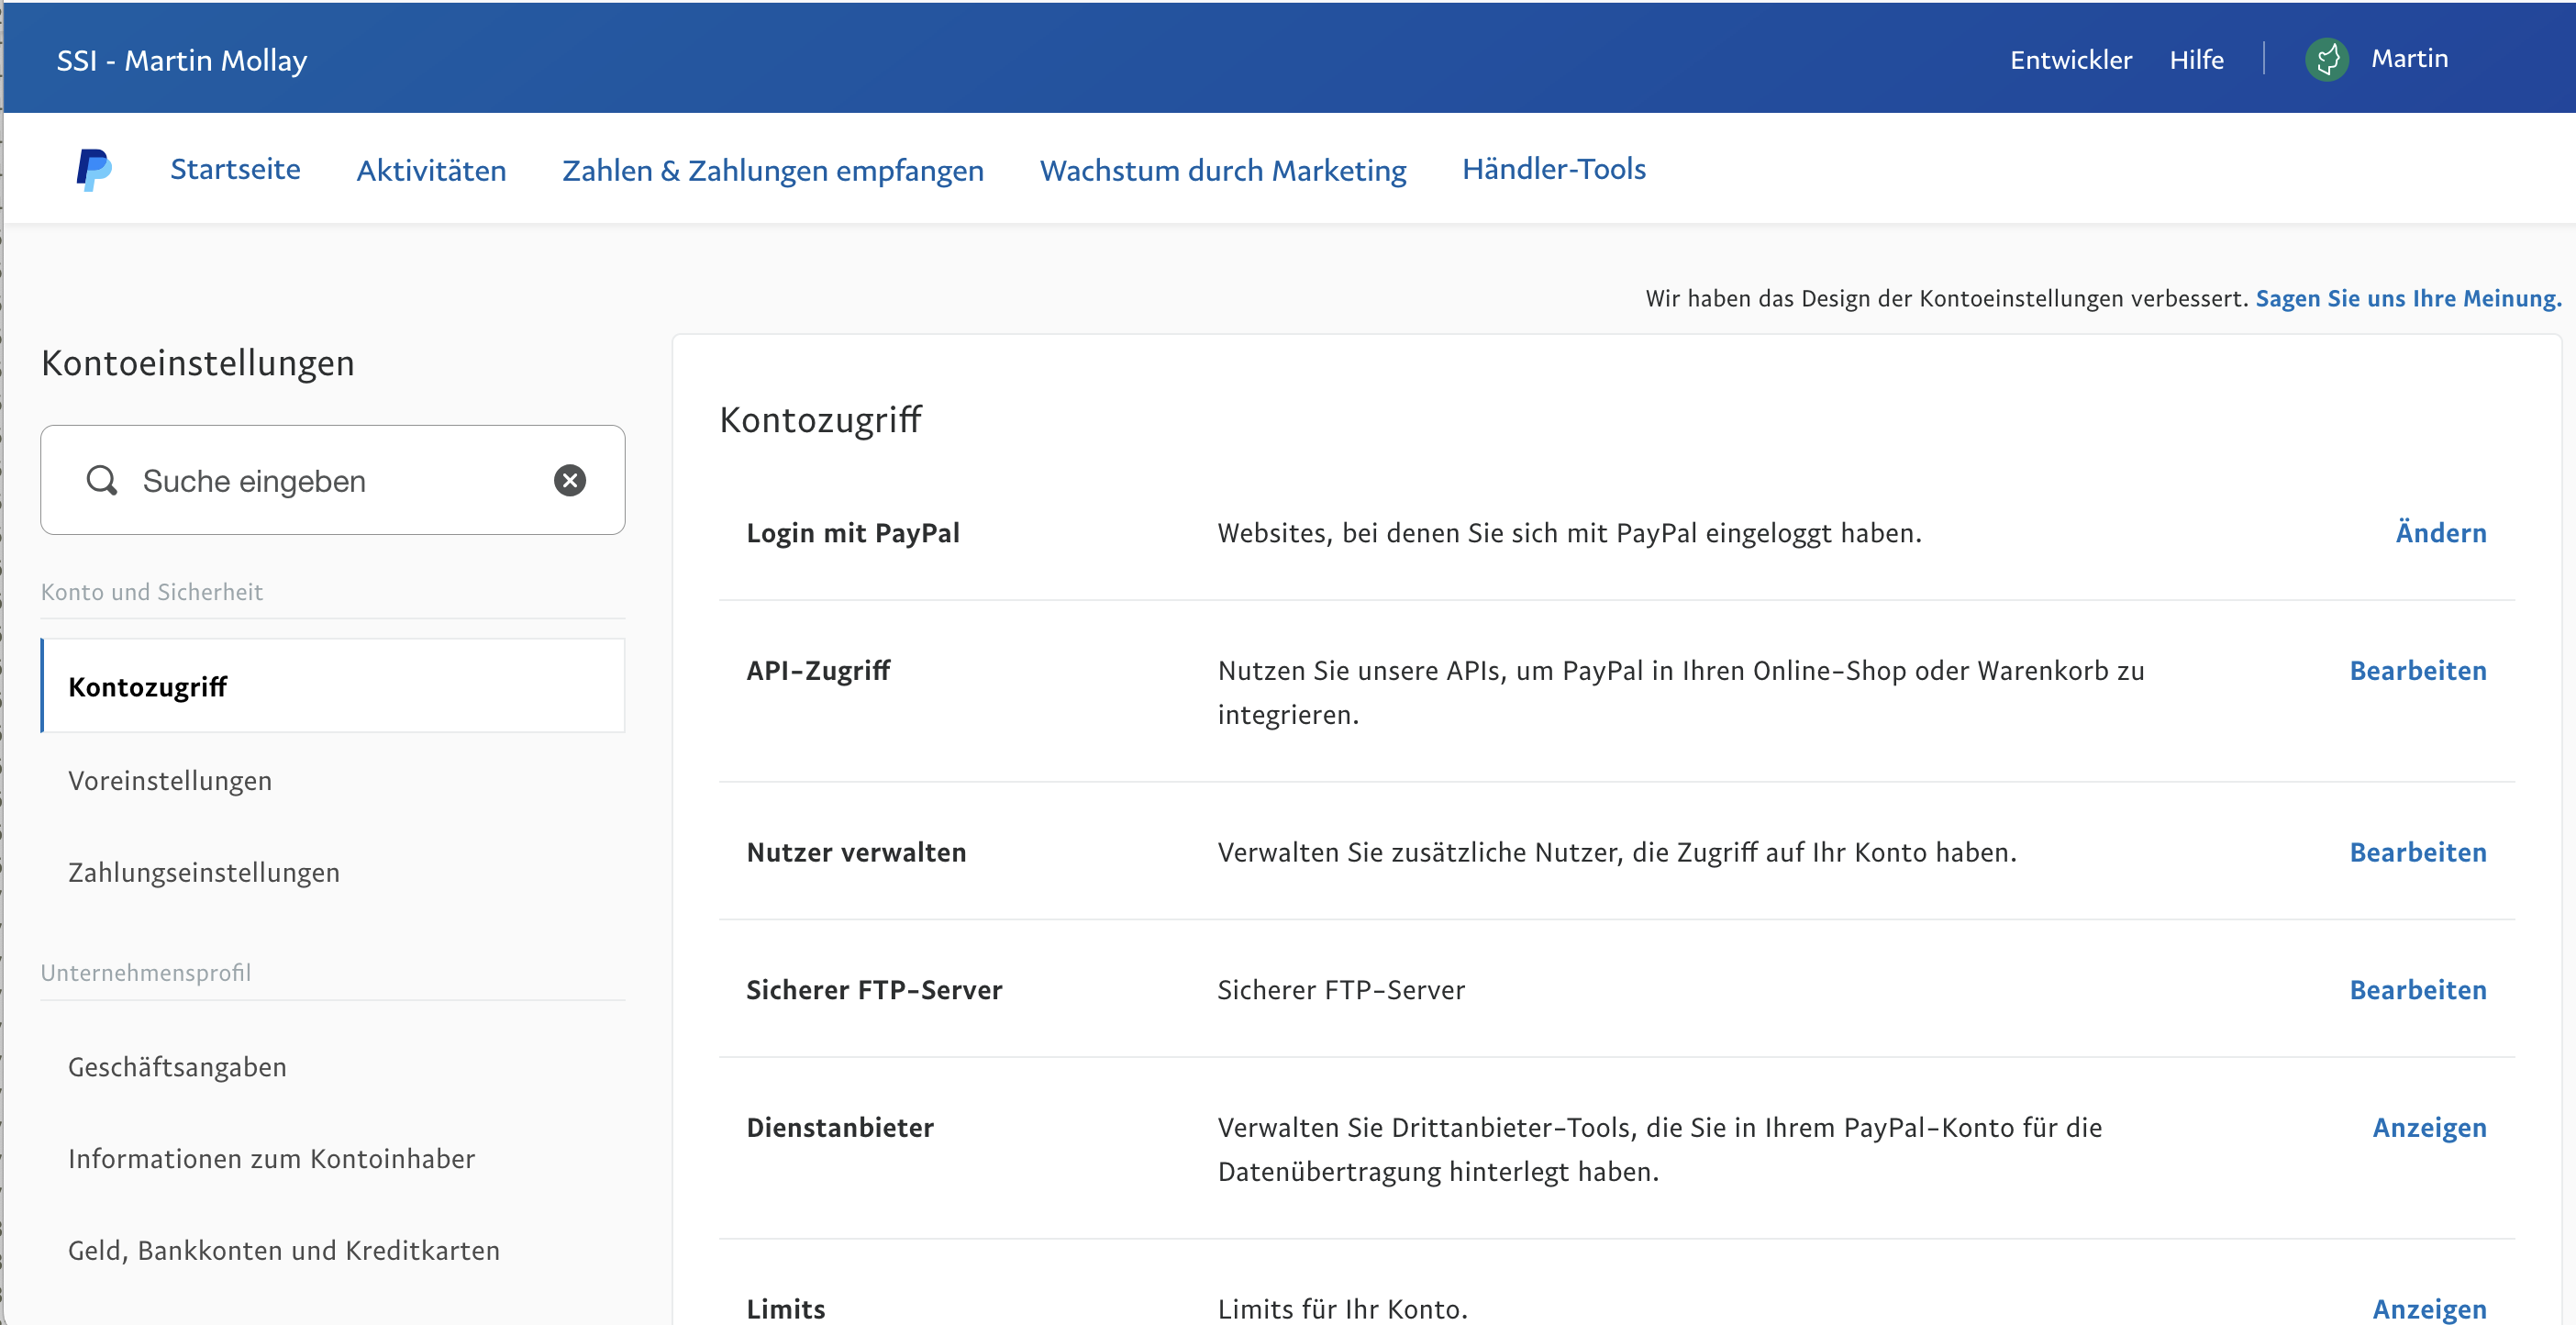 SSI - Martin Mollay
Entwickler
Hilfe
Martin
Startseite
Aktivitäten
Zahlen & Zahlungen empfangen
Wachstum durch Marketing
Händler-Tools
Wir haben das Design der Kontoeinstellungen verbessert. Sagen Sie uns Ihre Meinung.
Kontoeinstellungen
Suche eingeben
Konto und Sicherheit
Kontozugriff
Voreinstellungen
Zahlungseinstellungen
Unternehmensprofil
Geschäftsangaben
Informationen zum Kontoinhaber
Geld, Bankkonten und Kreditkarten
Kontozugriff
Login mit PayPal
Websites, bei denen Sie sich mit PayPal eingeloggt haben.
Ändern
API-Zugriff
Nutzen Sie unsere APIs, um PayPal in Ihren Online-Shop oder Warenkorb zu
integrieren.
Bearbeiten
Nutzer verwalten
Verwalten Sie zusätzliche Nutzer, die Zugriff auf Ihr Konto haben.
Bearbeiten
Sicherer FTP-Server
Sicherer FTP-Server
Bearbeiten
Dienstanbieter
Verwalten Sie Drittanbieter-Tools, die Sie in Ihrem PayPal-Konto für die
Datenübertragung hinterlegt haben.
Anzeigen
Limits
Limits für Ihr Konto.
Anzeigen